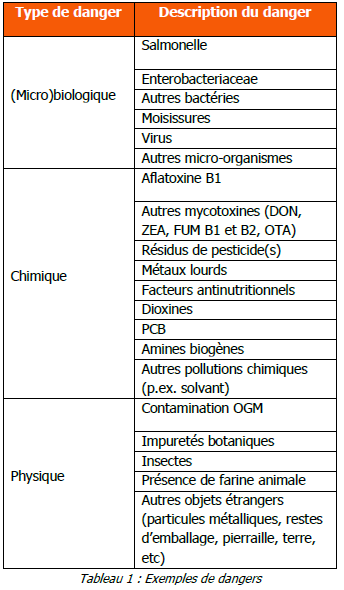 Type de danger
Description du danger
(Micro)biologique
Salmonelle
Enterobacteriaceae
Autres bactéries
Moisissures
Virus
Autres micro-organismes
Chimique
Aflatoxine B1
Autres mycotoxines (DON,
ZEA, FUM B1 et B2, OTA)
Résidus de pesticide(s)
Métaux lourds
Facteurs antinutritionnels
Dioxines
PCB
Amines biogènes
Autres pollutions chimiques
(p.ex. solvant)
Physique
Contamination OGM
Impuretés botaniques
Insectes
Présence de farine animale
Autres objets étrangers
(particules métalliques, restes
d'emballage, pierraille, terre,
etc)
Tableau 1 : Exemples de dangers